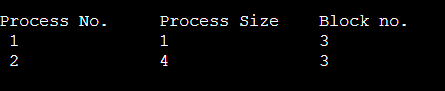 Process No.     Process Size    Block no.
 1              1               3
 2              4               3